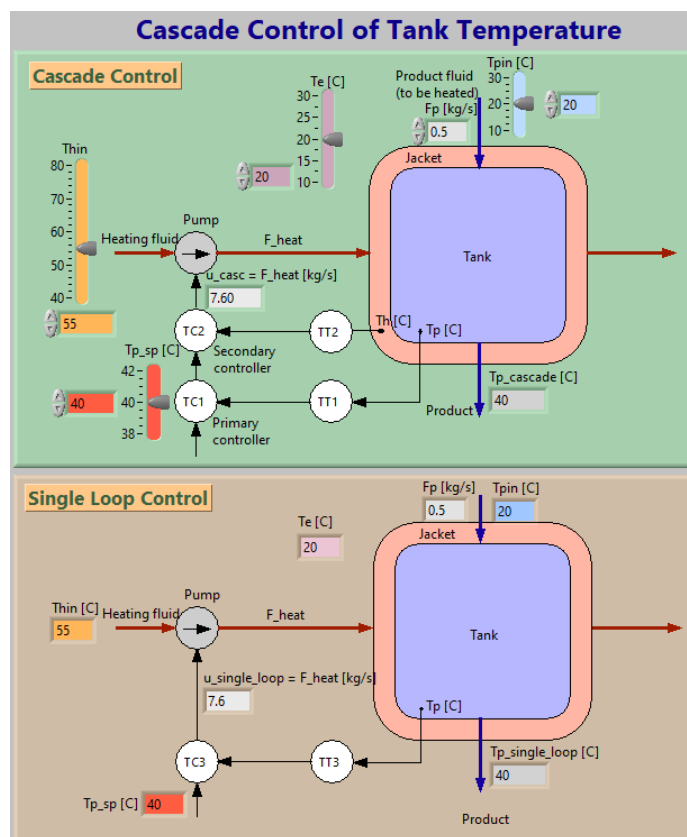 Cascade Control of Tank Temperature
Cascade Control
Te [C]
30
25
20
15
10
20
Product fluid
(to be heated)
Fp [kg/s]
0.5
Tpin [C]
30
20
10
20
Thin
80
70
60
50
40
55
Jacket
Pump
Heating fluid
F_heat
Tank
u_casc = F_heat [kg/s]
7.60
TC2
TT2
Th [C]
Tp [C]
Secondary
controller
Tp_sp [C]
42
40
38
40
TC1
TT1
Primary
controller
Tp_cascade [C]
40
Product
Single Loop Control
Fp [kg/s]
0.5
Tpin [C]
20
Te [C]
20
Jacket
Pump
Thin [C]
55
Heating fluid
F_heat
Tank
u_single_loop = F_heat [kg/s]
7.6
Tp [C]
TC3
TT3
Tp_single_loop [C]
40
Tp_sp [C]
40
Product